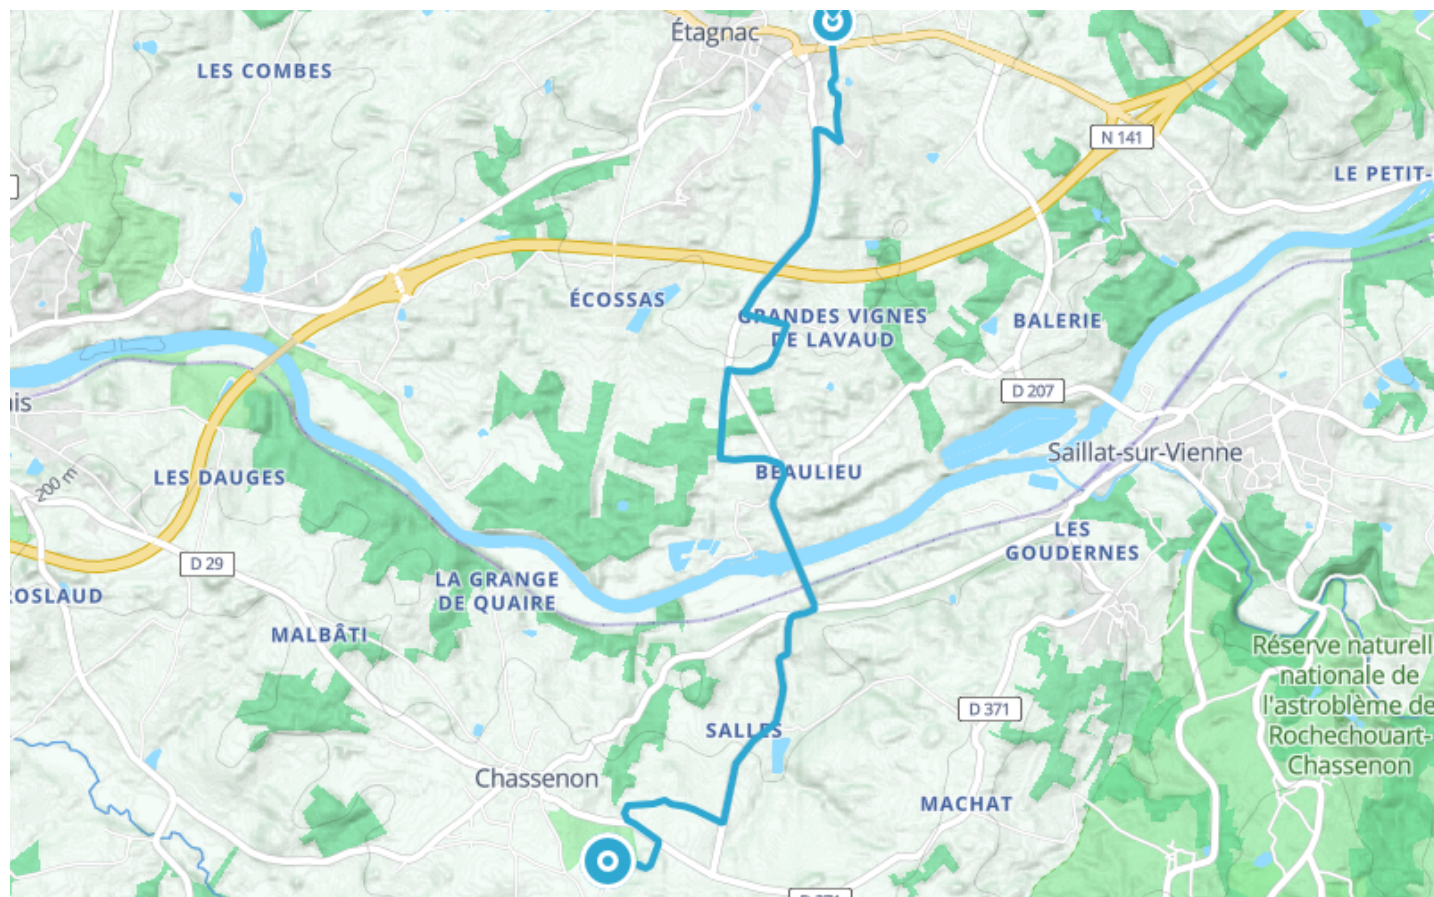 Étagnac
LES COMBES
N 141
LE PETIT-
ÉCOSSAS
GRANDES VIGNES
DE LAVAUD
BALERIE
D 207
ais
Saillat-sur-Vienne
BEAULIEU
LES DAUGES
200 m
LES
GOUDERNES
D 29
LA GRANGE
DE QUAIRE
ROSLAUD
MALBÂTI
Réserve naturell
nationale de
l'astroblème de
Rochechouart-
Chassenon
D 371
SALLES
Chassenon
MACHAT